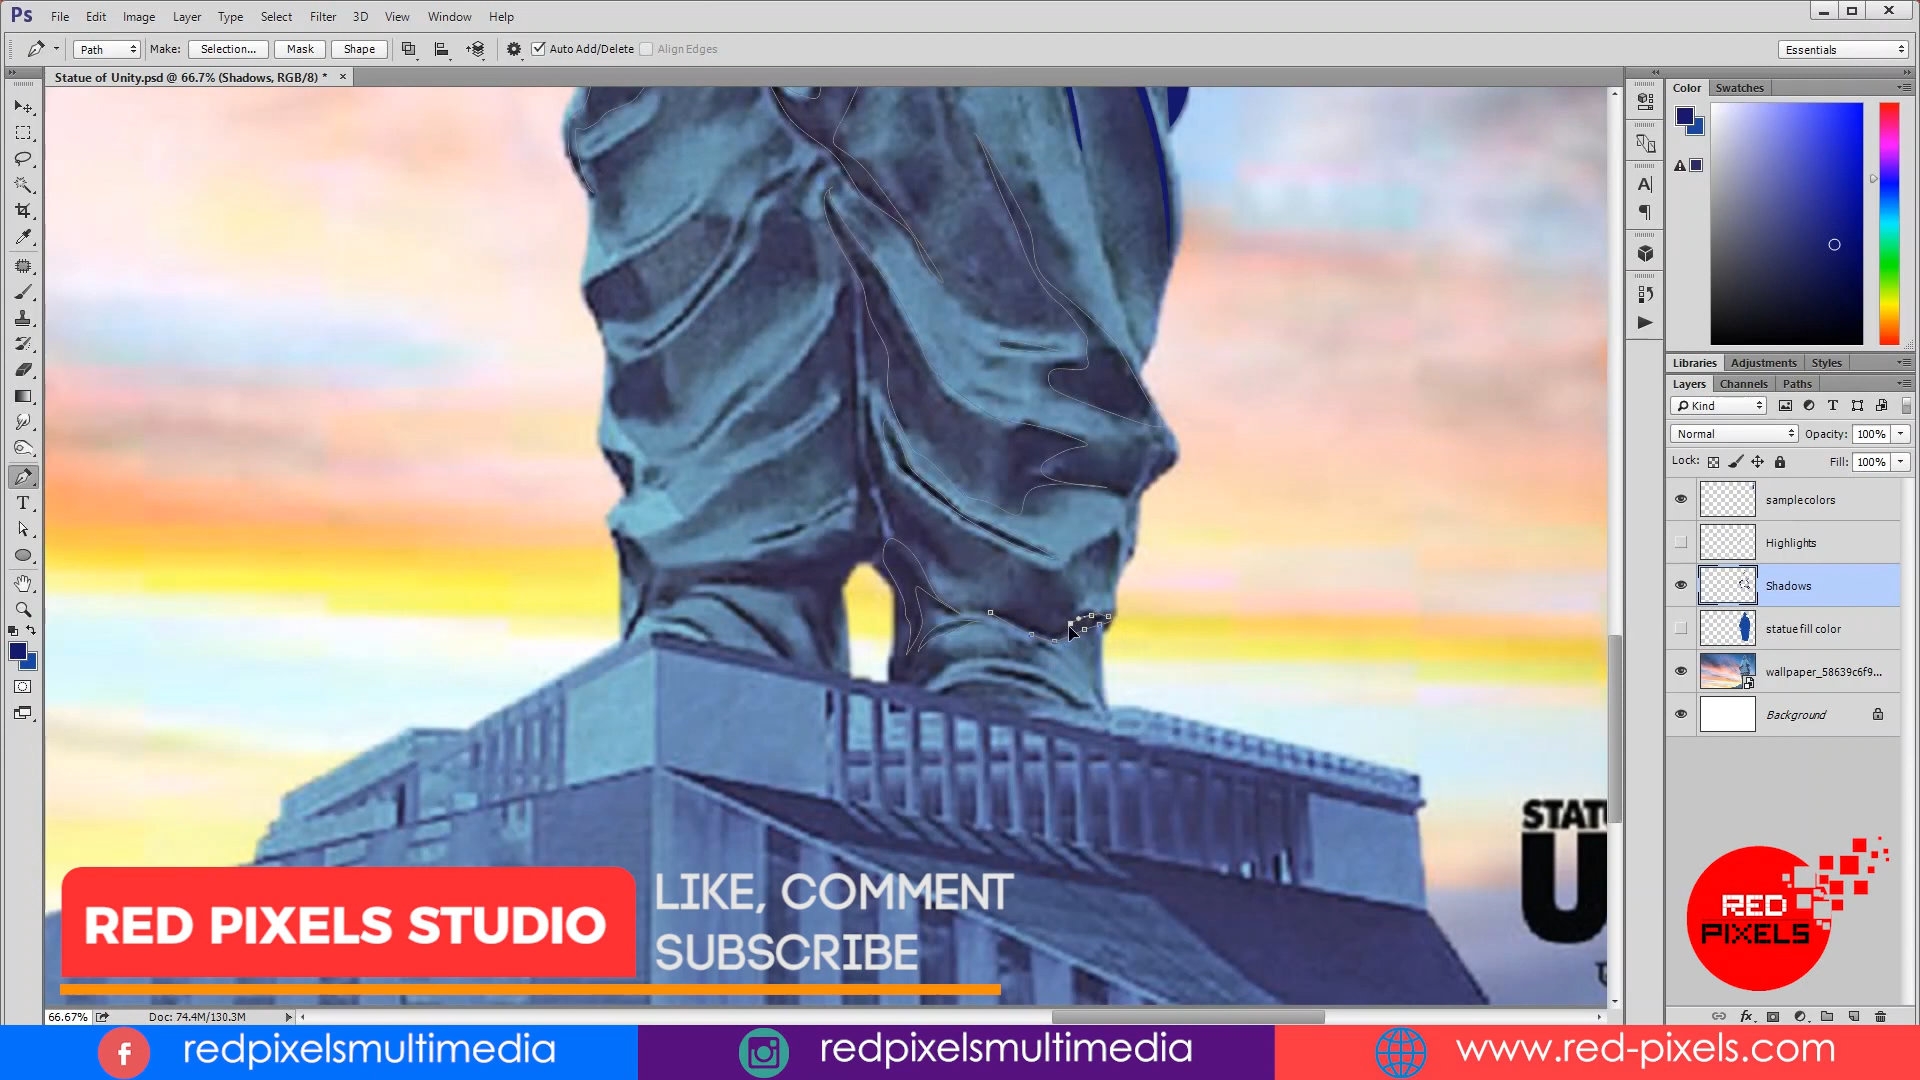 Ps File Edit Image Layer Type Select Filter 3D View Window Help
Path Make: Selection... Mask Shape Auto Add/Delete Align Edges Essentials
Statue of Unity.psd @ 66.7% (Shadows, RGB/8) * ×
Color Swatches
Libraries Adjustments Styles
Layers Channels Paths
Kind
Normal Opacity: 100%
Lock: Fill: 100%
sample colors
Highlights
Shadows
statue fill color
wallpaper_58639c6f9...
Background
STATU
U
RED PIXELS STUDIO
LIKE, COMMENT
SUBSCRIBE
RED
PIXELS
66.67% Doc: 74.4M/130.3M
redpixelsmultimedia
redpixelsmultimedia
www.red-pixels.com